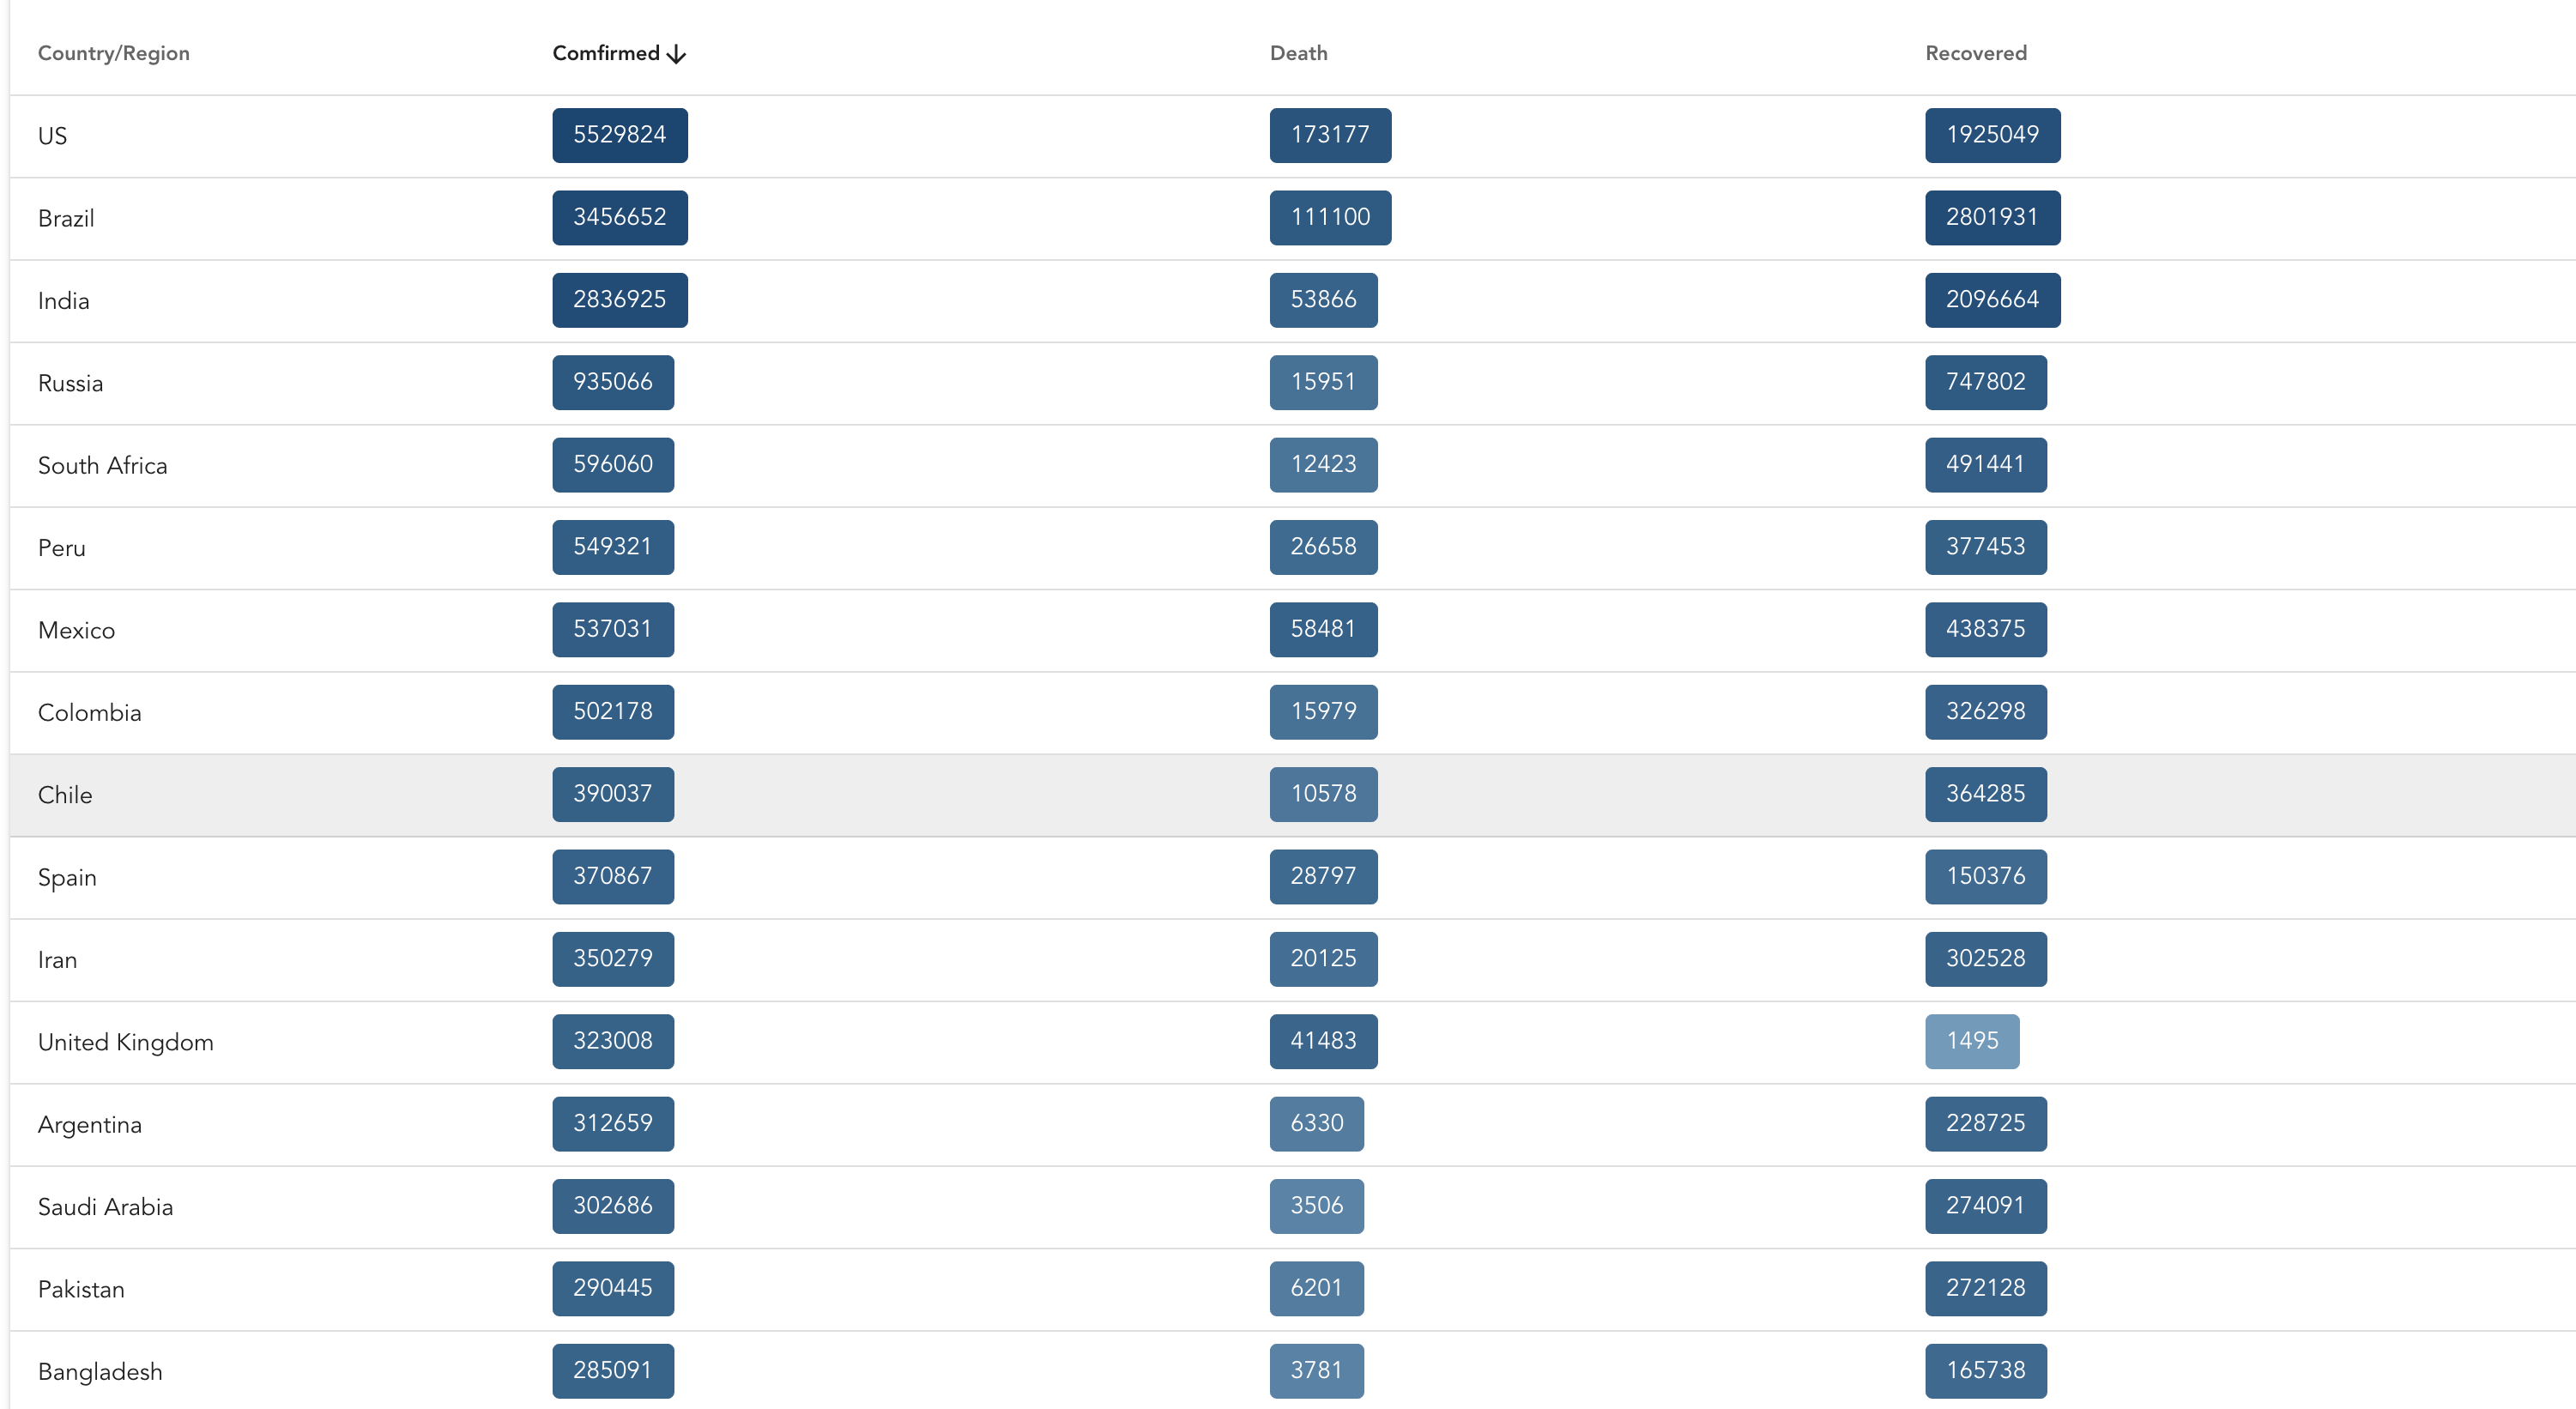 Country/Region Comfirmed Death Recovered
US 5529824 173177 1925049
Brazil 3456652 111100 2801931
India 2836925 53866 2096664
Russia 935066 15951 747802
South Africa 596060 12423 491441
Peru 549321 26658 377453
Mexico 537031 58481 438375
Colombia 502178 15979 326298
Chile 390037 10578 364285
Spain 370867 28797 150376
Iran 350279 20125 302528
United Kingdom 323008 41483 1495
Argentina 312659 6330 228725
Saudi Arabia 302686 3506 274091
Pakistan 290445 6201 272128
Bangladesh 285091 3781 165738